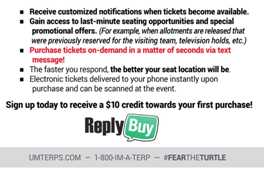 ■ Receive customized notifications when tickets become available.
■ Gain access to last-minute seating opportunities and special
promotional offers. (For example, when allotments are released that
were previously reserved for the visiting team, television holds, etc.)
■ Purchase tickets on-demand in a matter of seconds via text
message!
■ The faster you respond, the better your seat location will be.
■ Electronic tickets delivered to your phone instantly upon
purchase and can be scanned at the event.
Sign up today to receive a $10 credit towards your first purchase!
ReplyBuy
UMTERPS.COM — 1-800-IM-A-TERP — #FEARTHETURTLE